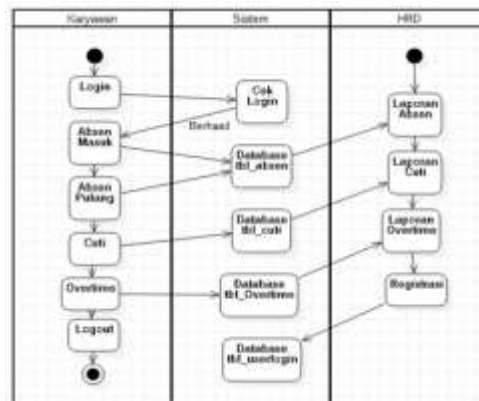 Karyawan
Sistem
HRD
Login
Cek
Login
Berhasil
Absen
Masuk
Absen
Pulang
Cuti
Overtime
Logout
Database
tbl_absen
Database
tbl_cuti
Database
tbl_Overtime
Database
tbl_userlogin
Laporan
Absen
Laporan
Cuti
Laporan
Overtime
Registrasi